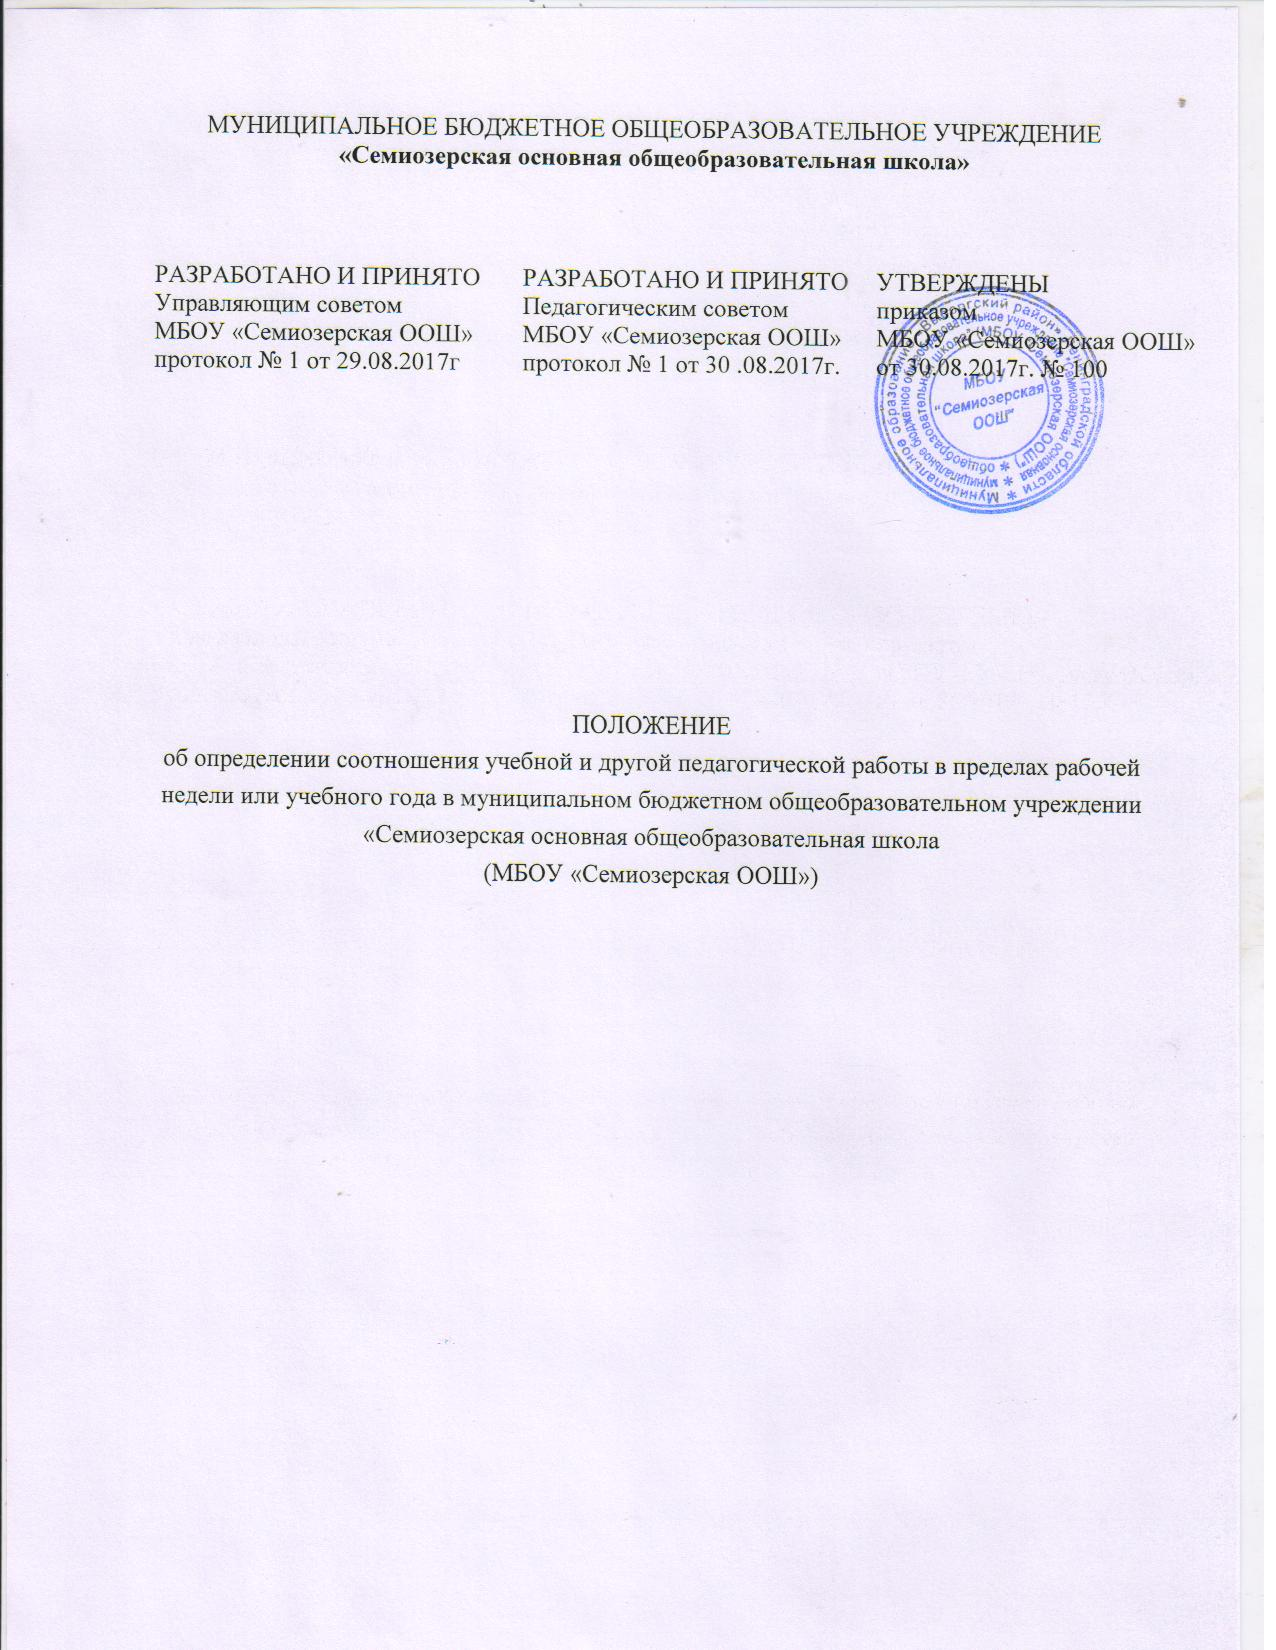 МУНИЦИПАЛЬНОЕ БЮДЖЕТНОЕ ОБЩЕОБРАЗОВАТЕЛЬНОЕ УЧРЕЖДЕНИЕ
«Семиозерская основная общеобразовательная школа»
РАЗРАБОТАНО И ПРИНЯТО
Управляющим советом
МБОУ «Семиозерская ООШ»
протокол № 1 от 29.08.2017г
РАЗРАБОТАНО И ПРИНЯТО
Педагогическим советом
МБОУ «Семиозерская ООШ»
протокол № 1 от 30 .08.2017г.
УТВЕРЖДЕНЫ
приказом
МБОУ «Семиозерская ООШ»
от 30.08.2017г. № 100
МБОУ
"Семиозерская
ООШ"
ПОЛОЖЕНИЕ
об определении соотношения учебной и другой педагогической работы в пределах рабочей
недели или учебного года в муниципальном бюджетном общеобразовательном учреждении
«Семиозерская основная общеобразовательная школа
(МБОУ «Семиозерская ООШ»)